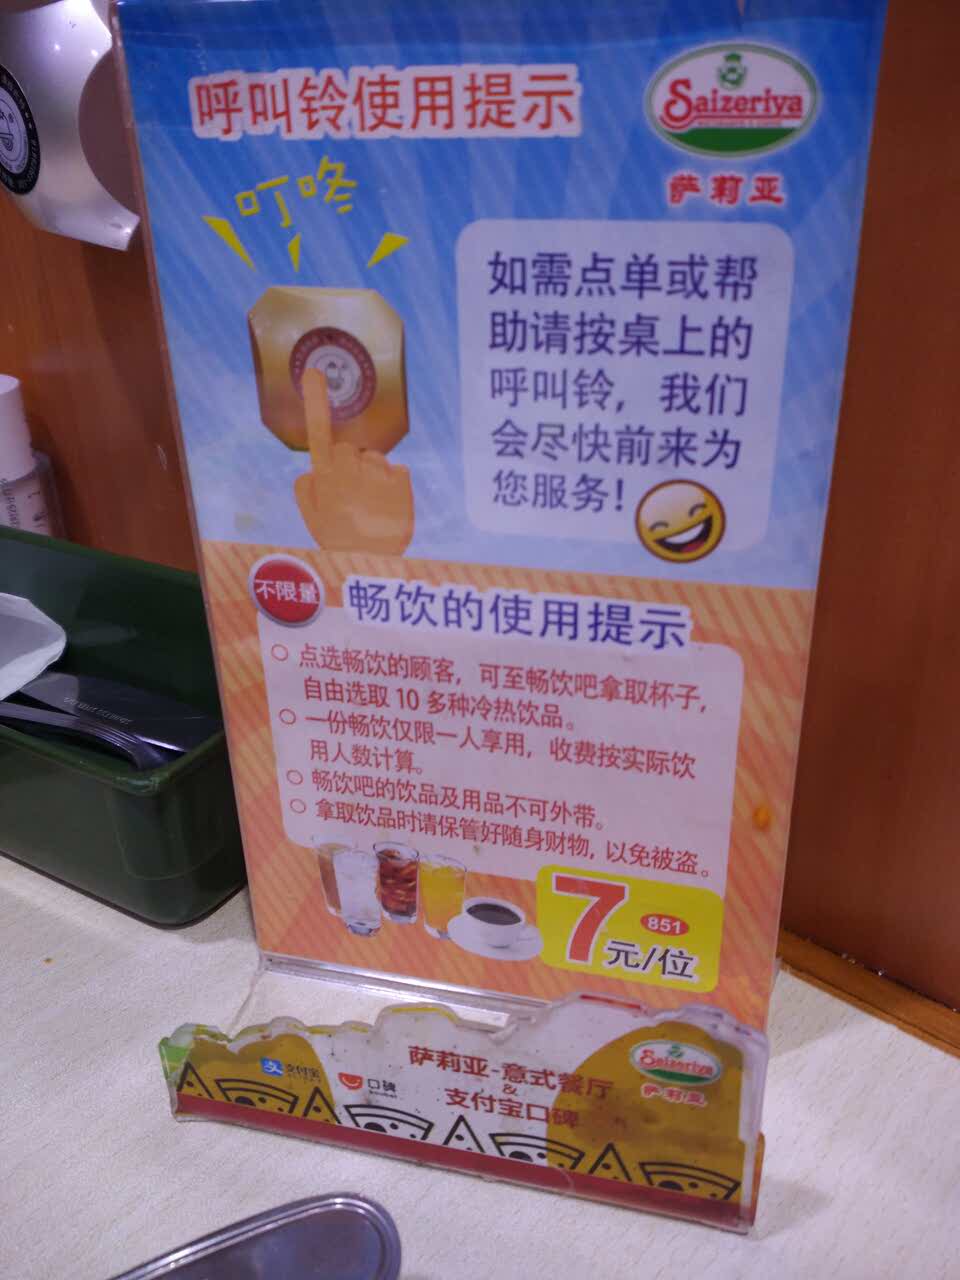 呼叫铃使用提示
Saizeriya
萨莉亚
叮咚
如需点单或帮
助请按桌上的
呼叫铃，我们
会尽快前来为
您服务！
不限量
畅饮的使用提示
○ 点选畅饮的顾客，可至畅饮吧拿取杯子，
自由选取 10 多种冷热饮品。
○ 一份畅饮仅限一人享用，收费按实际饮
用人数计算。
○ 畅饮吧的饮品及用品不可外带。
○ 拿取饮品时请保管好随身财物，以免被盗。
7
851
元/位
支付宝
口碑
koubei
萨莉亚-意式餐厅
&
支付宝口碑
Saizeriya
萨莉亚